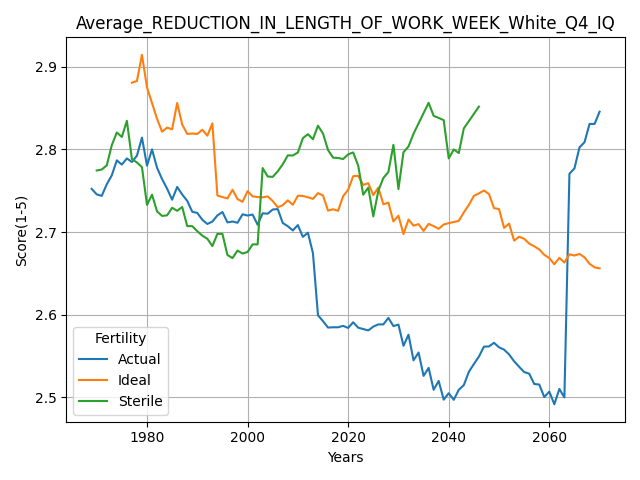 Average_REDUCTION_IN_LENGTH_OF_WORK_WEEK_White_Q4_IQ
Score(1-5)
2.9
2.8
2.7
2.6
2.5
Fertility
Actual
Ideal
Sterile
1980
2000
2020
2040
2060
Years